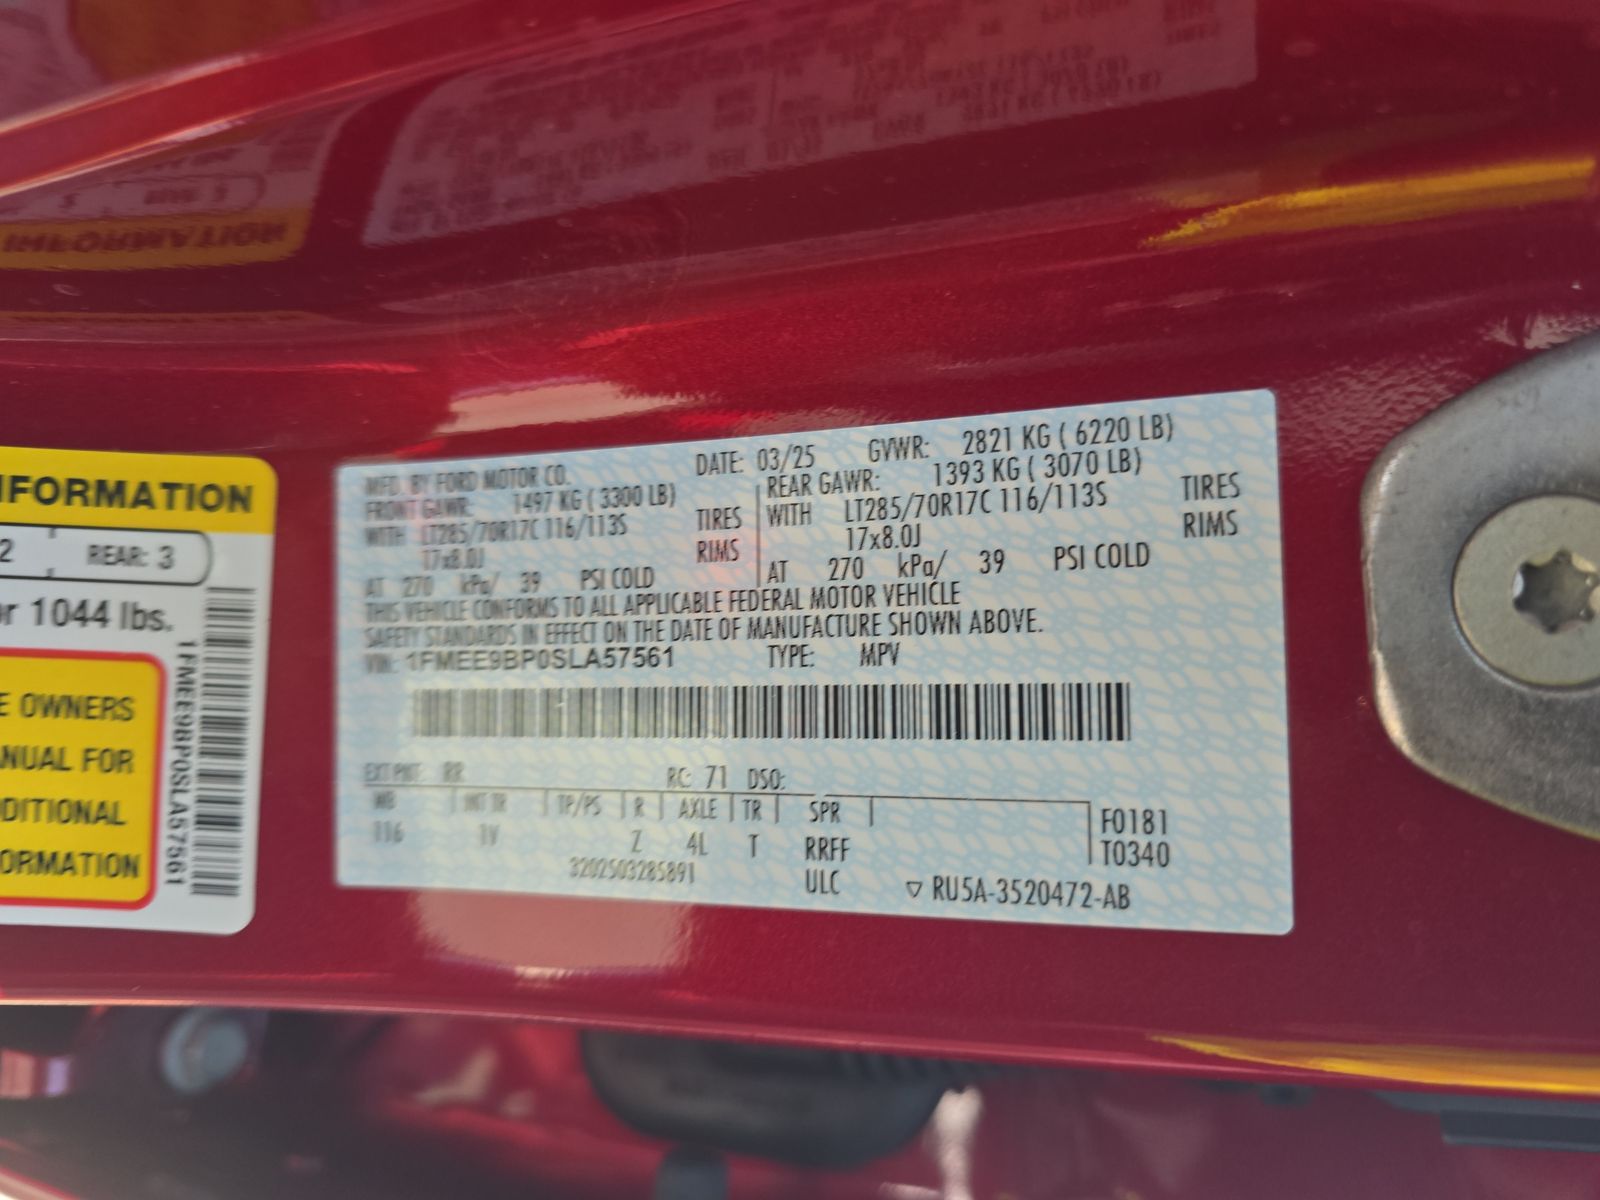 INFORMATION
2 REAR: 3
or 1044 lbs.
E OWNERS
ANUAL FOR
DITIONAL
ORMATION
1FMEE9BP0SLA57561
MFD. BY FORD MOTOR CO. DATE: 03/25 GVWR: 2821 KG ( 6220 LB)
FRONT GAWR: 1497 KG ( 3300 LB) REAR GAWR: 1393 KG ( 3070 LB)
WITH LT285/70R17C 116/113S TIRES WITH LT285/70R17C 116/113S TIRES
17x8.0J RIMS 17x8.0J RIMS
AT 270 kPa/ 39 PSI COLD AT 270 kPa/ 39 PSI COLD
THIS VEHICLE CONFORMS TO ALL APPLICABLE FEDERAL MOTOR VEHICLE
SAFETY STANDARDS IN EFFECT ON THE DATE OF MANUFACTURE SHOWN ABOVE.
VIN: 1FMEE9BP0SLA57561 TYPE: MPV
EXT PNT: RR RC: 71 DSO:
WB INT TR TP/PS R AXLE TR SPR F0181
116 1V Z 4L T RRFF T0340
3202503285891 ULC ▽ RU5A-3520472-AB
INFORMATION